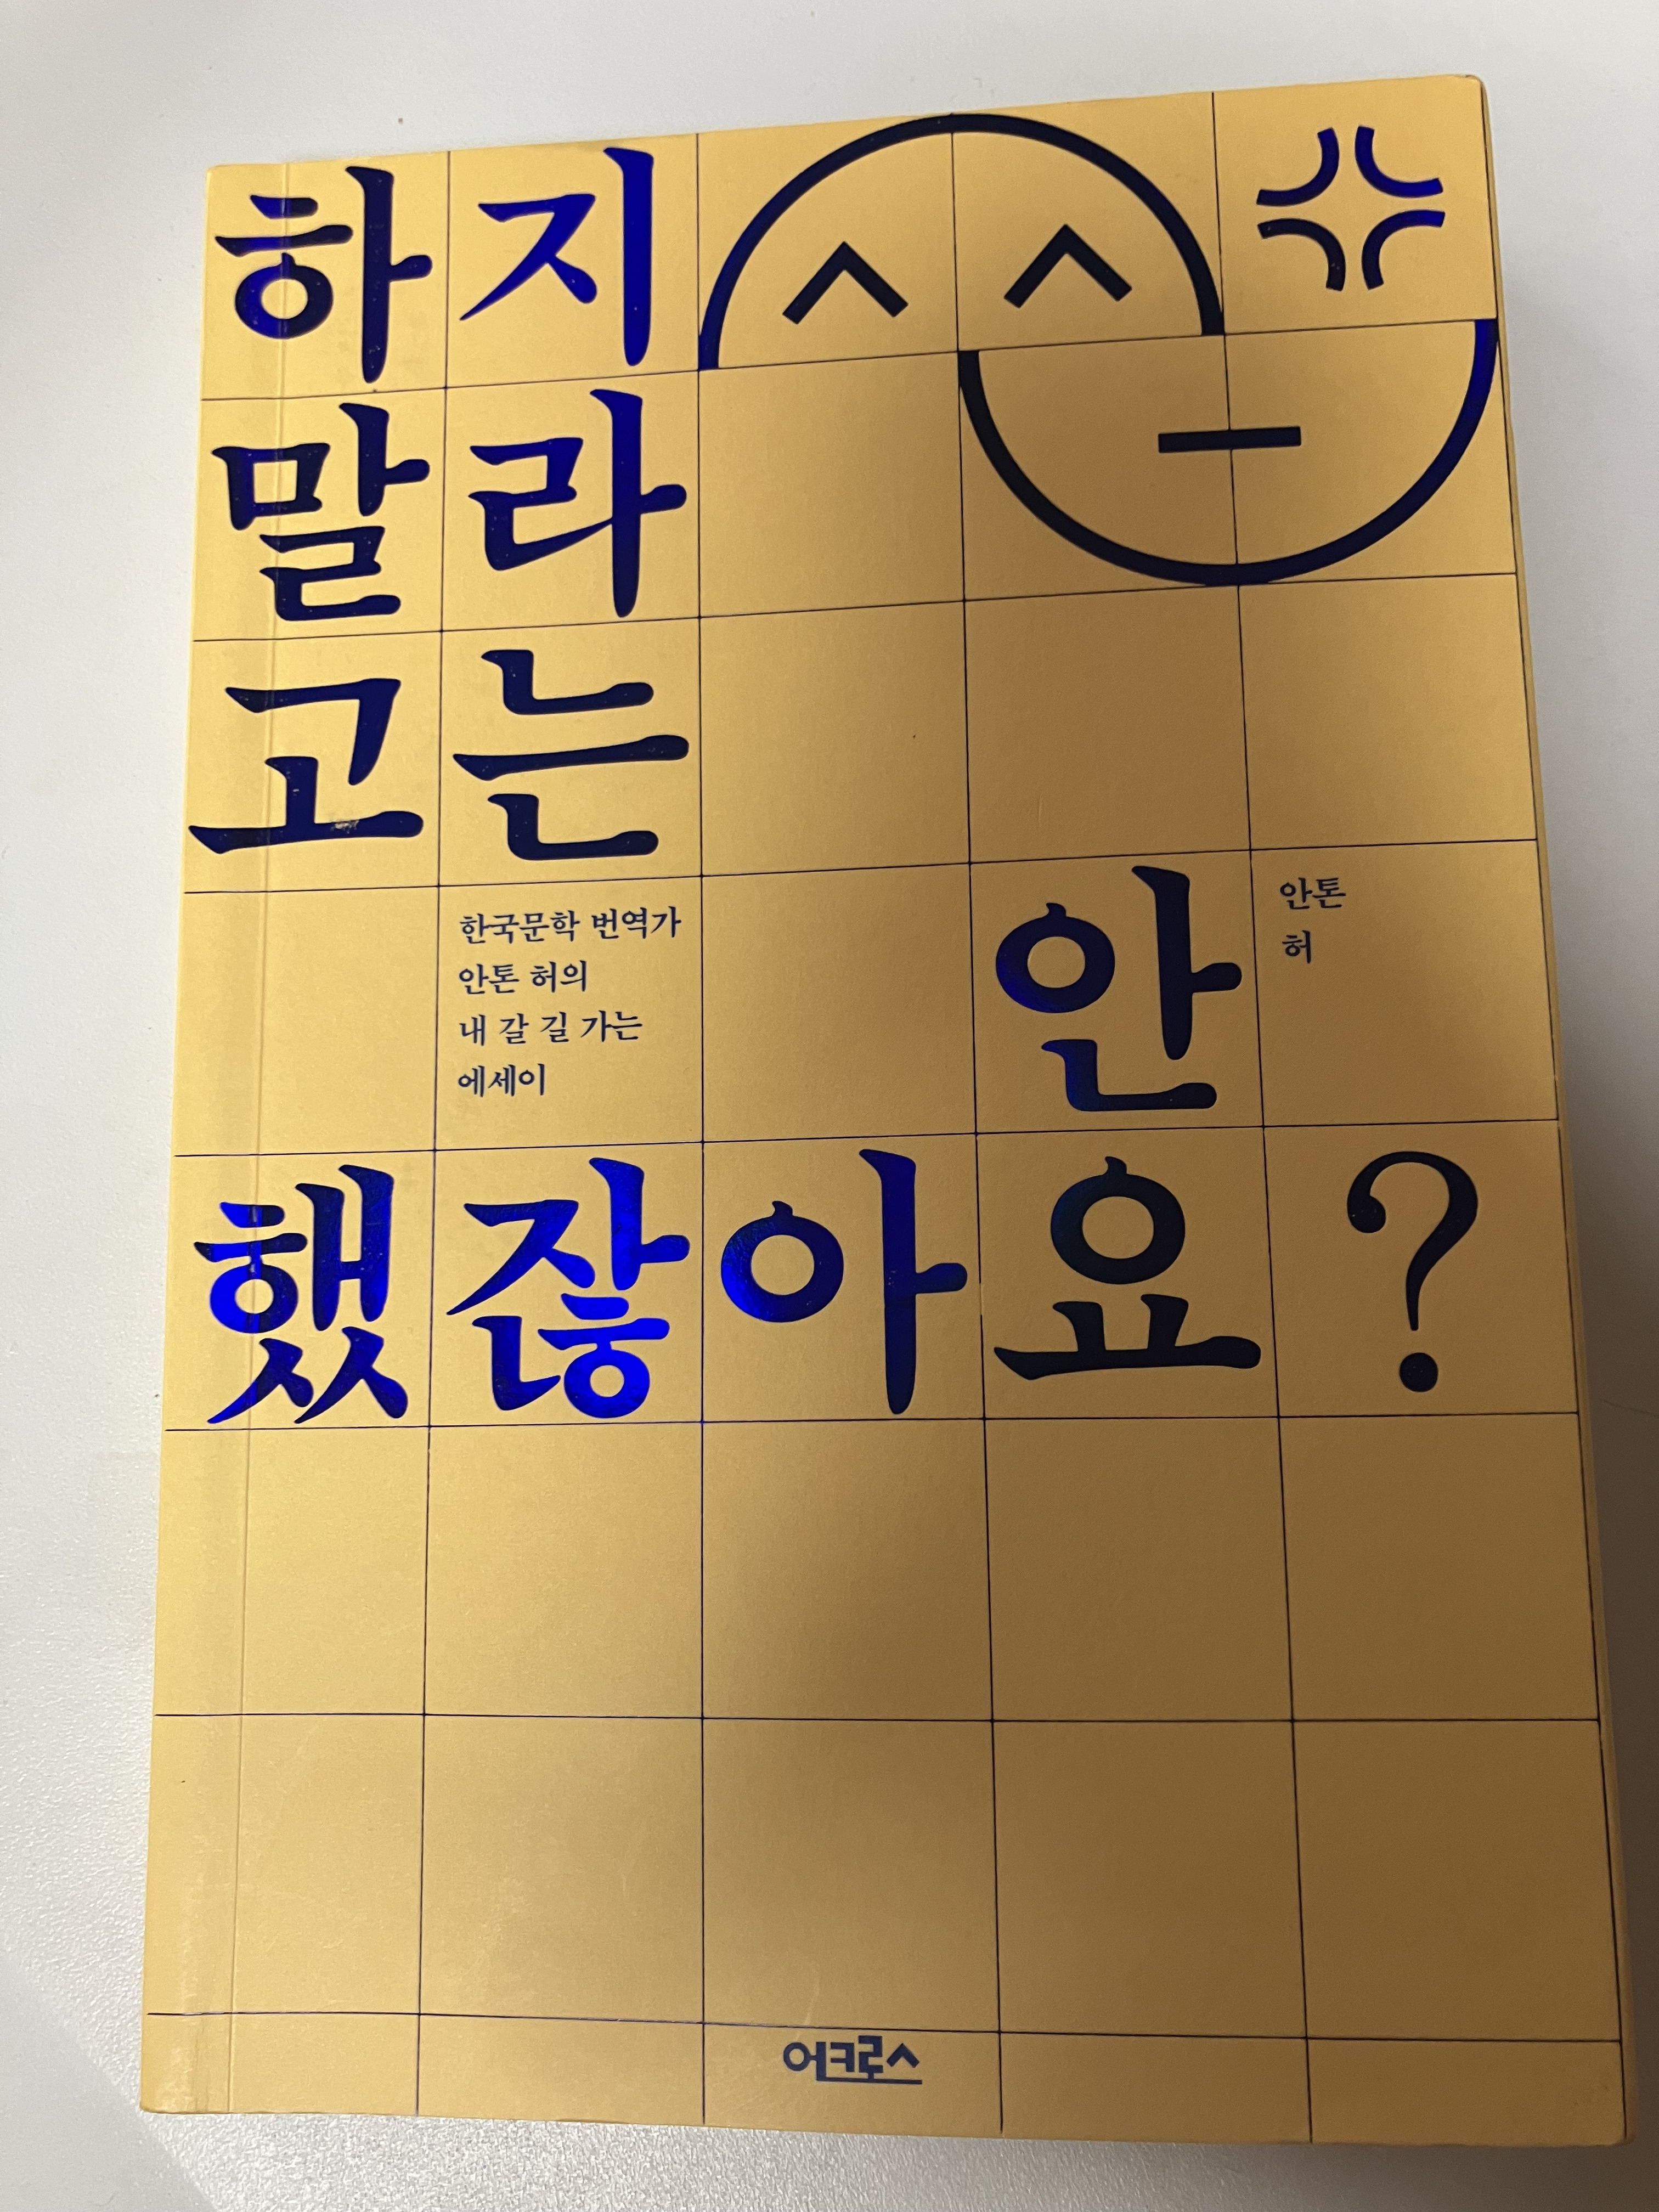 하지
말라
고는
안
했잖아요?
한국문학 번역가
안톤 허의
내 갈 길 가는
에세이
안톤
허
어크로스